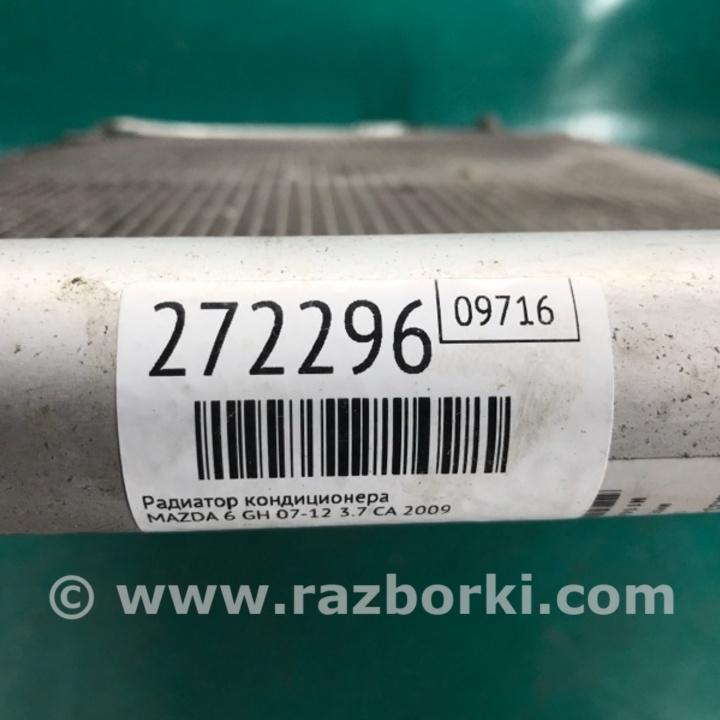 272296
09716
Радиатор кондиционера
MAZDA 6 GH 07-12 3.7 CA 2009
© www.razborki.com